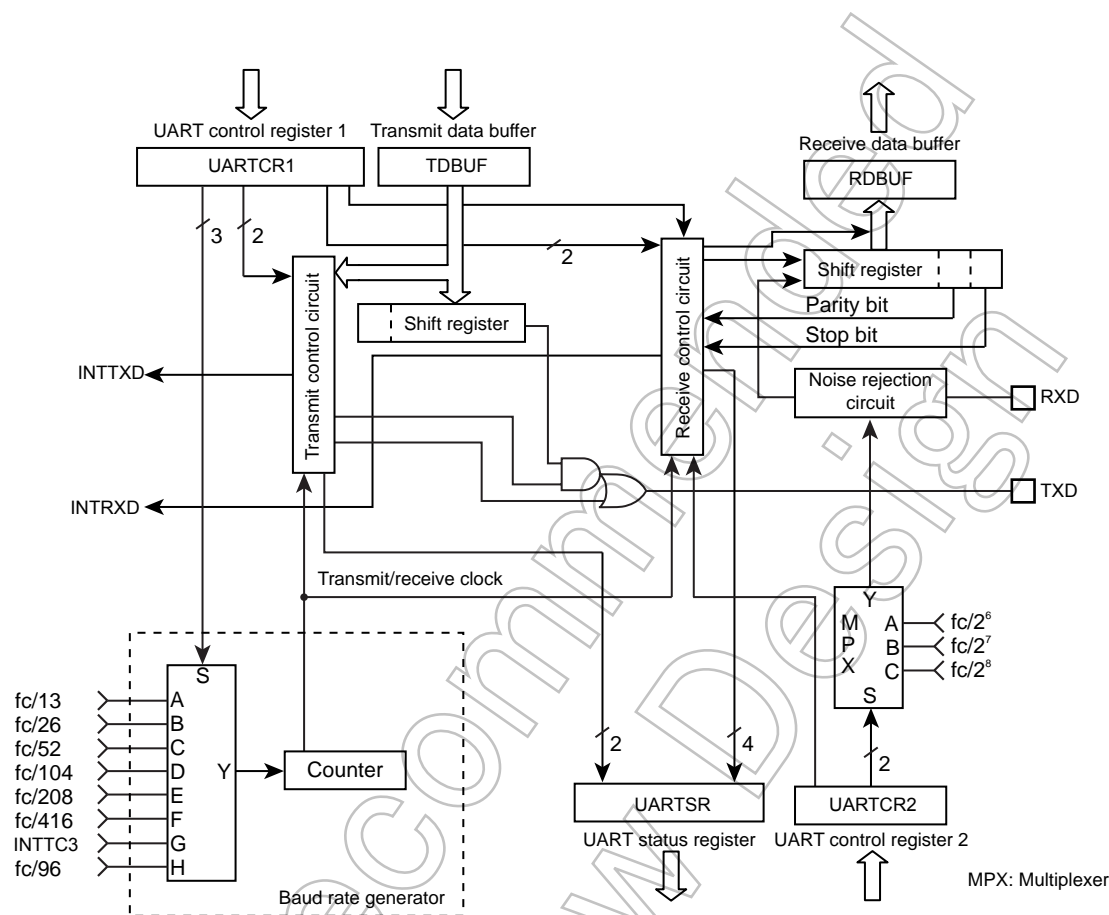 UART control register 1
Transmit data buffer
Receive data buffer
UARTCR1
TDBUF
RDBUF
3
2
2
Transmit control circuit
Shift register
Receive control circuit
Shift register
Parity bit
Stop bit
Noise rejection
circuit
INTTXD
RXD
INTRXD
TXD
Transmit/receive clock
S
fc/13
A
fc/26
B
fc/52
C
fc/104
D
fc/208
E
fc/416
F
INTTC3
G
fc/96
H
Y
Counter
Baud rate generator
2
4
UARTSR
UART status register
Y
M
P
X
A
fc/2⁶
B
fc/2⁷
C
fc/2⁸
S
2
UARTCR2
UART control register 2
MPX: Multiplexer
ecommended
w Design